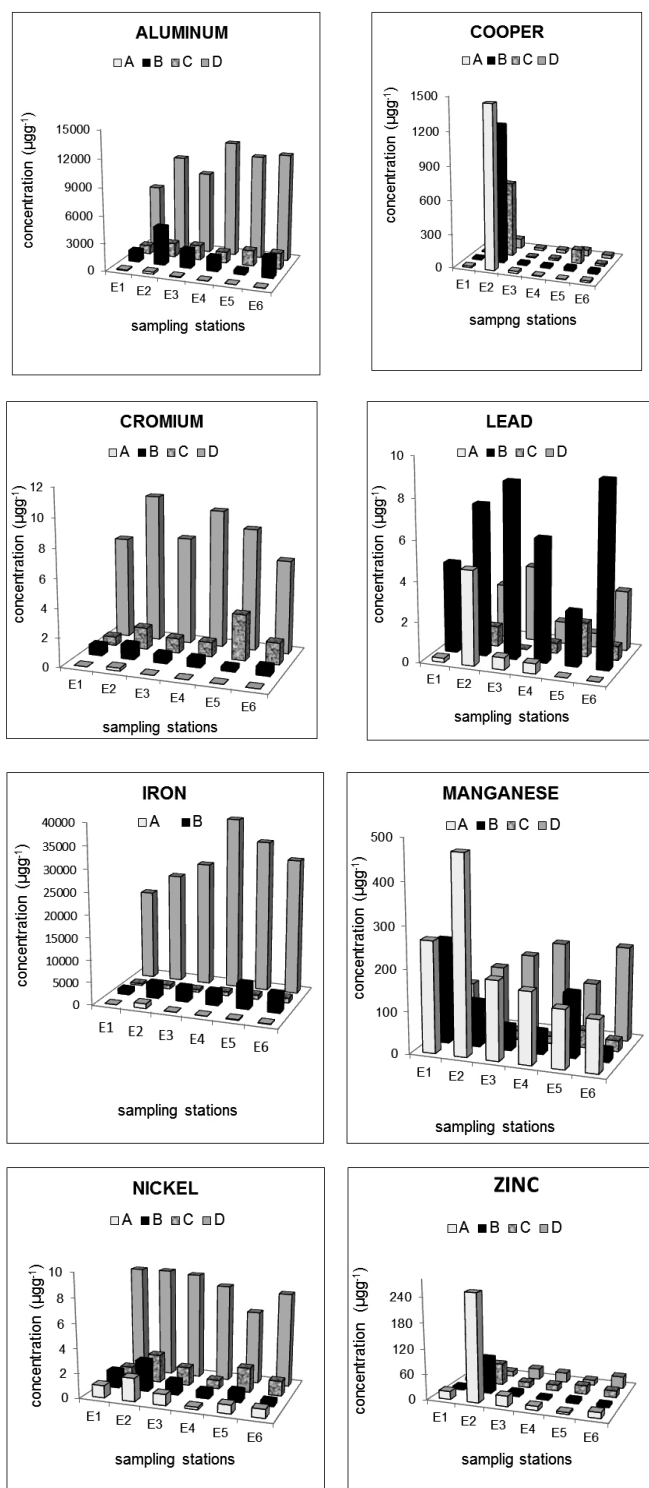 ALUMINUM
A B C D
concentration (µgg⁻¹)
15000
12000
9000
6000
3000
0
E1 E2 E3 E4 E5 E6
sampling stations
COOPER
A B C D
concentration (µgg⁻¹)
1500
1200
900
600
300
0
E1 E2 E3 E4 E5 E6
sampng stations
CROMIUM
A B C D
concentration (µgg⁻¹)
12
10
8
6
4
2
0
E1 E2 E3 E4 E5 E6
sampling stations
LEAD
A B C D
concentration (µgg⁻¹)
10
8
6
4
2
0
E1 E2 E3 E4 E5 E6
sampling stations
IRON
A B
concentration (µgg⁻¹)
40000
35000
30000
25000
20000
15000
10000
5000
0
E1 E2 E3 E4 E5 E6
sampling stations
MANGANESE
A B C D
concentration (µgg⁻¹)
500
400
300
200
100
0
E1 E2 E3 E4 E5 E6
sampling stations
NICKEL
A B C D
concentration (µgg⁻¹)
10
8
6
4
2
0
E1 E2 E3 E4 E5 E6
sampling stations
ZINC
A B C D
concentration (µgg⁻¹)
240
180
120
60
0
E1 E2 E3 E4 E5 E6
samplig stations